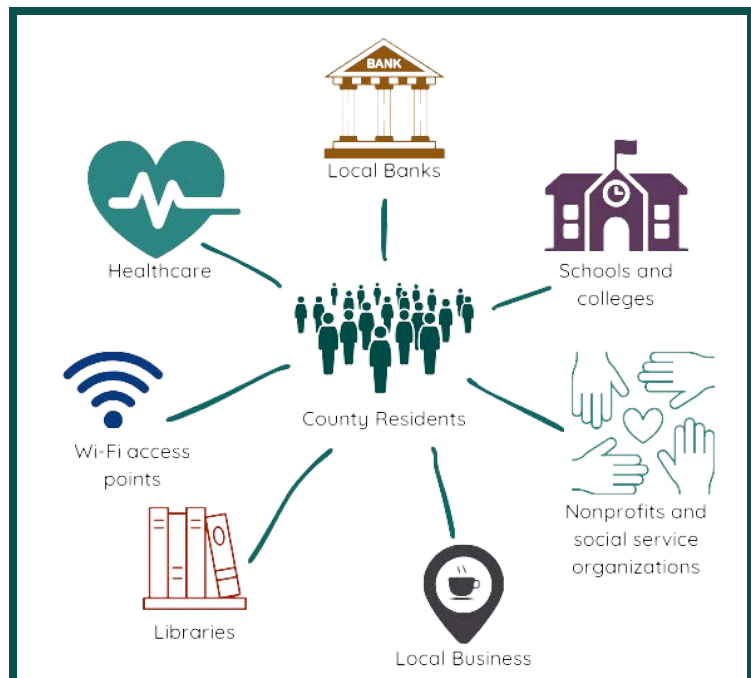 BANK
Local Banks
Healthcare
Schools and
colleges
County Residents
Wi-Fi access
points
Nonprofits and
social service
organizations
Libraries
Local Business